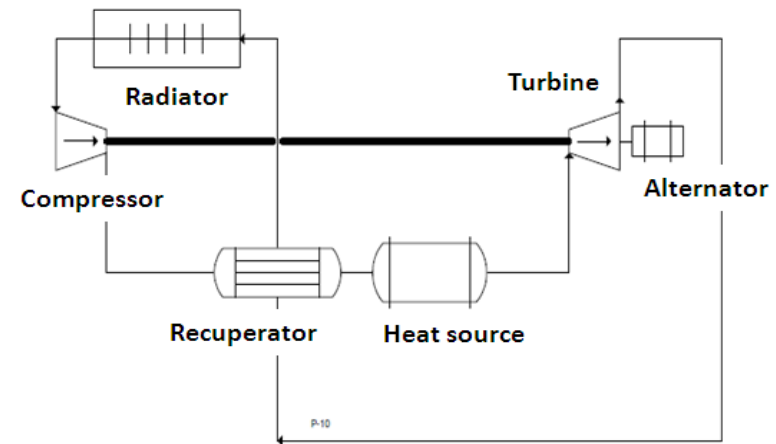 Turbine
Radiator
Alternator
Compressor
Recuperator
Heat source
P-10